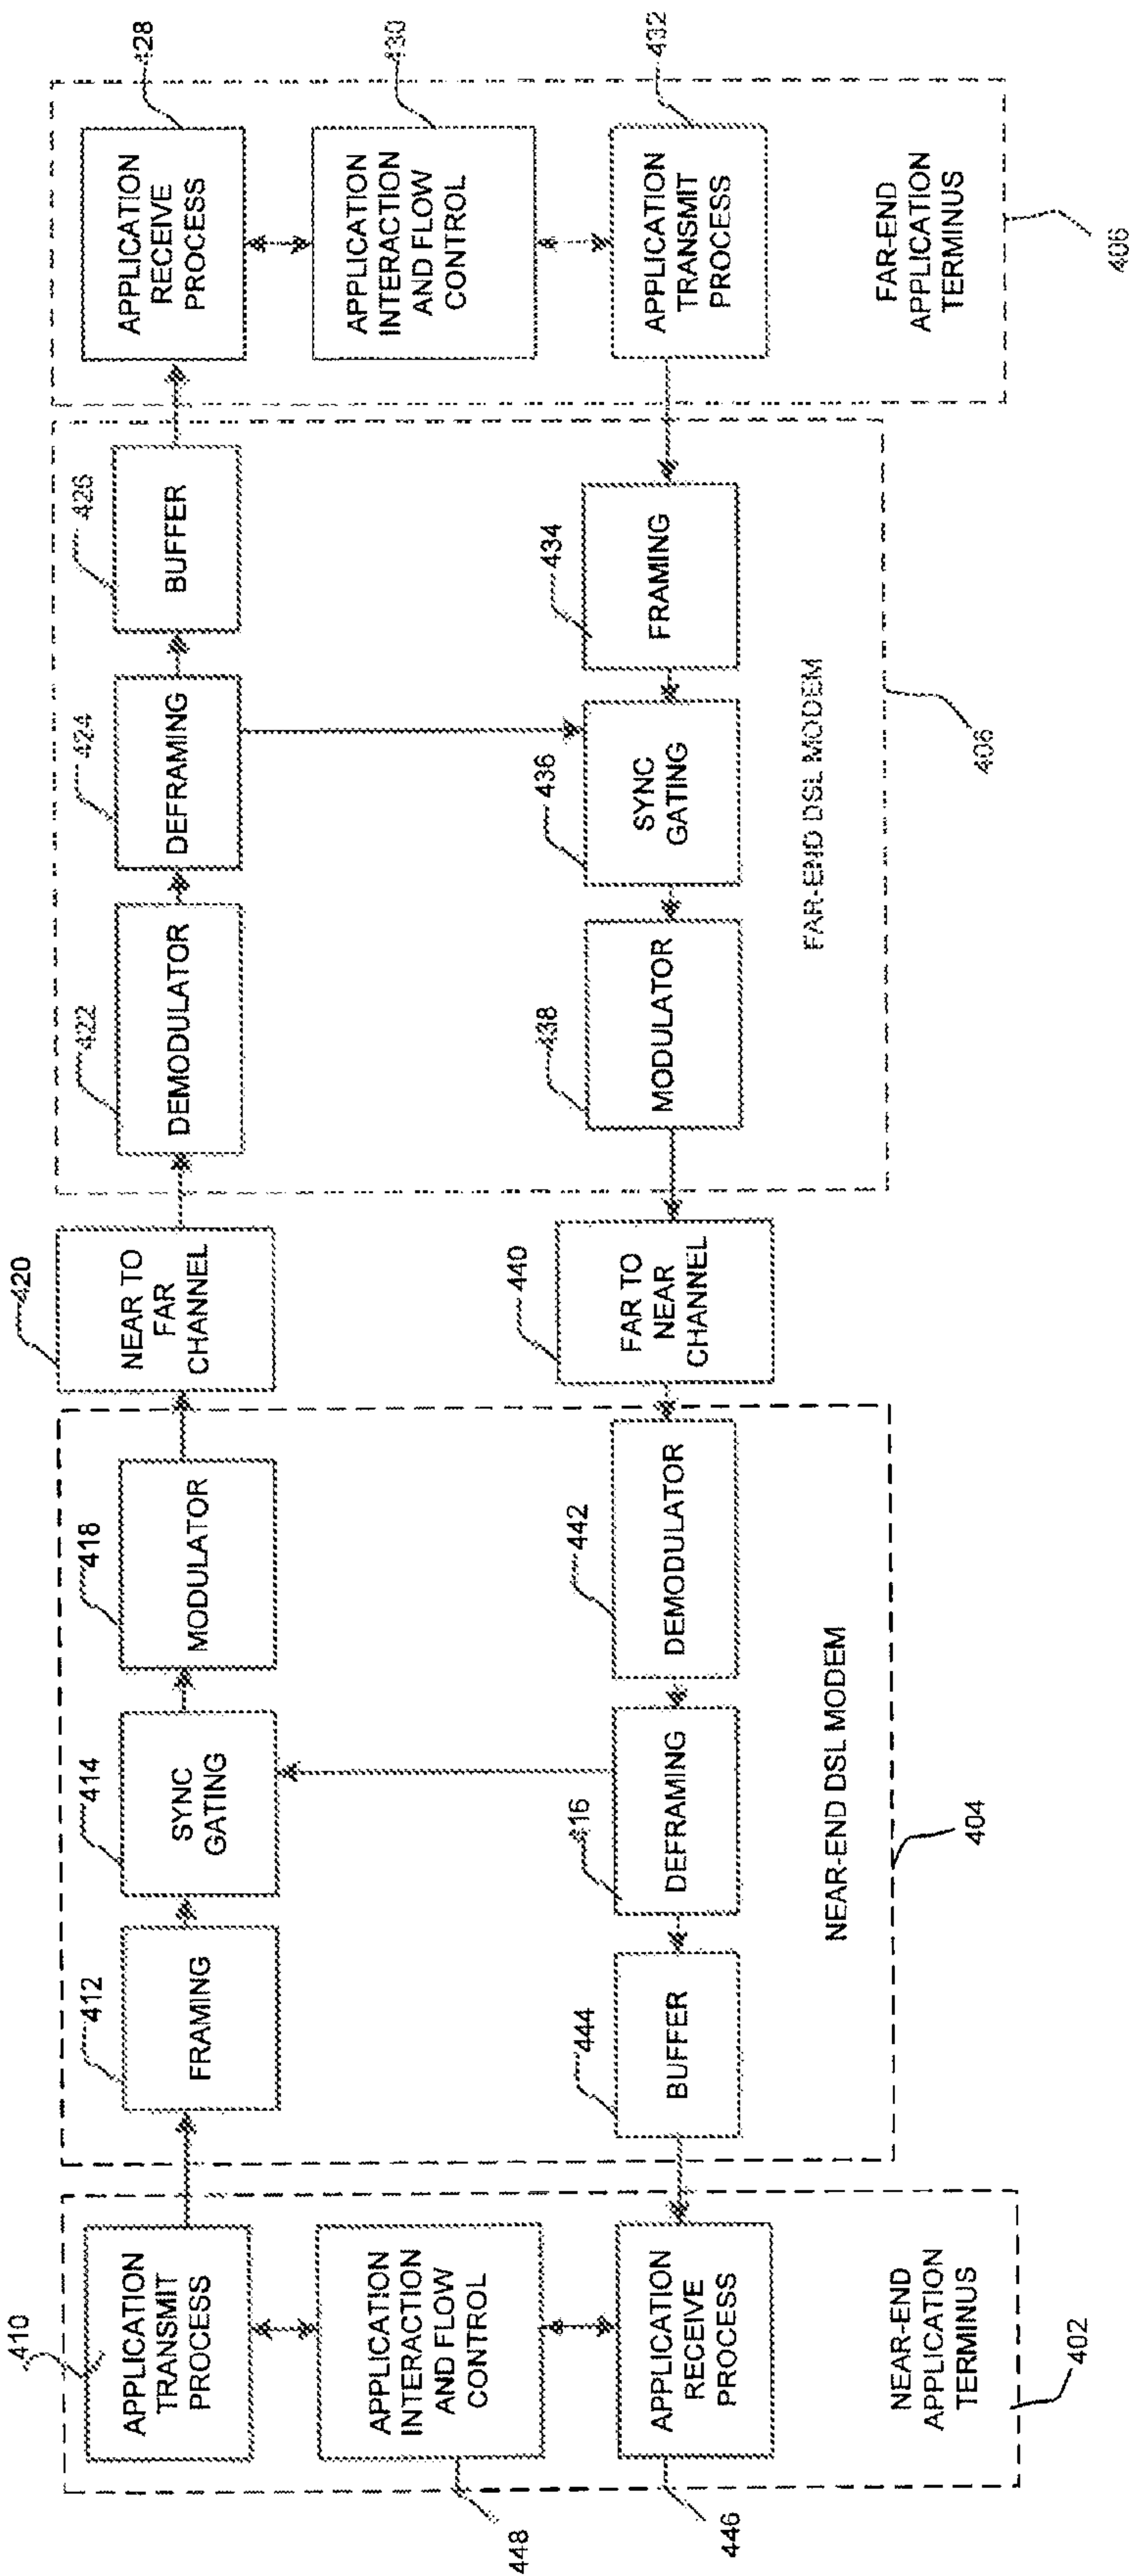 410
APPLICATION
TRANSMIT
PROCESS
448
APPLICATION
INTERACTION
AND FLOW
CONTROL
446
APPLICATION
RECEIVE
PROCESS
NEAR-END
APPLICATION
TERMINUS
402
412
FRAMING
414
SYNC
GATING
418
MODULATOR
444
BUFFER
416
DEFRAMING
442
DEMODULATOR
NEAR-END DSL MODEM
404
420
NEAR TO
FAR
CHANNEL
440
FAR TO
NEAR
CHANNEL
422
DEMODULATOR
424
DEFRAMING
426
BUFFER
438
MODULATOR
436
SYNC
GATING
434
FRAMING
FAR-END DSL MODEM
406
428
APPLICATION
RECEIVE
PROCESS
430
APPLICATION
INTERACTION
AND FLOW
CONTROL
432
APPLICATION
TRANSMIT
PROCESS
FAR-END
APPLICATION
TERMINUS